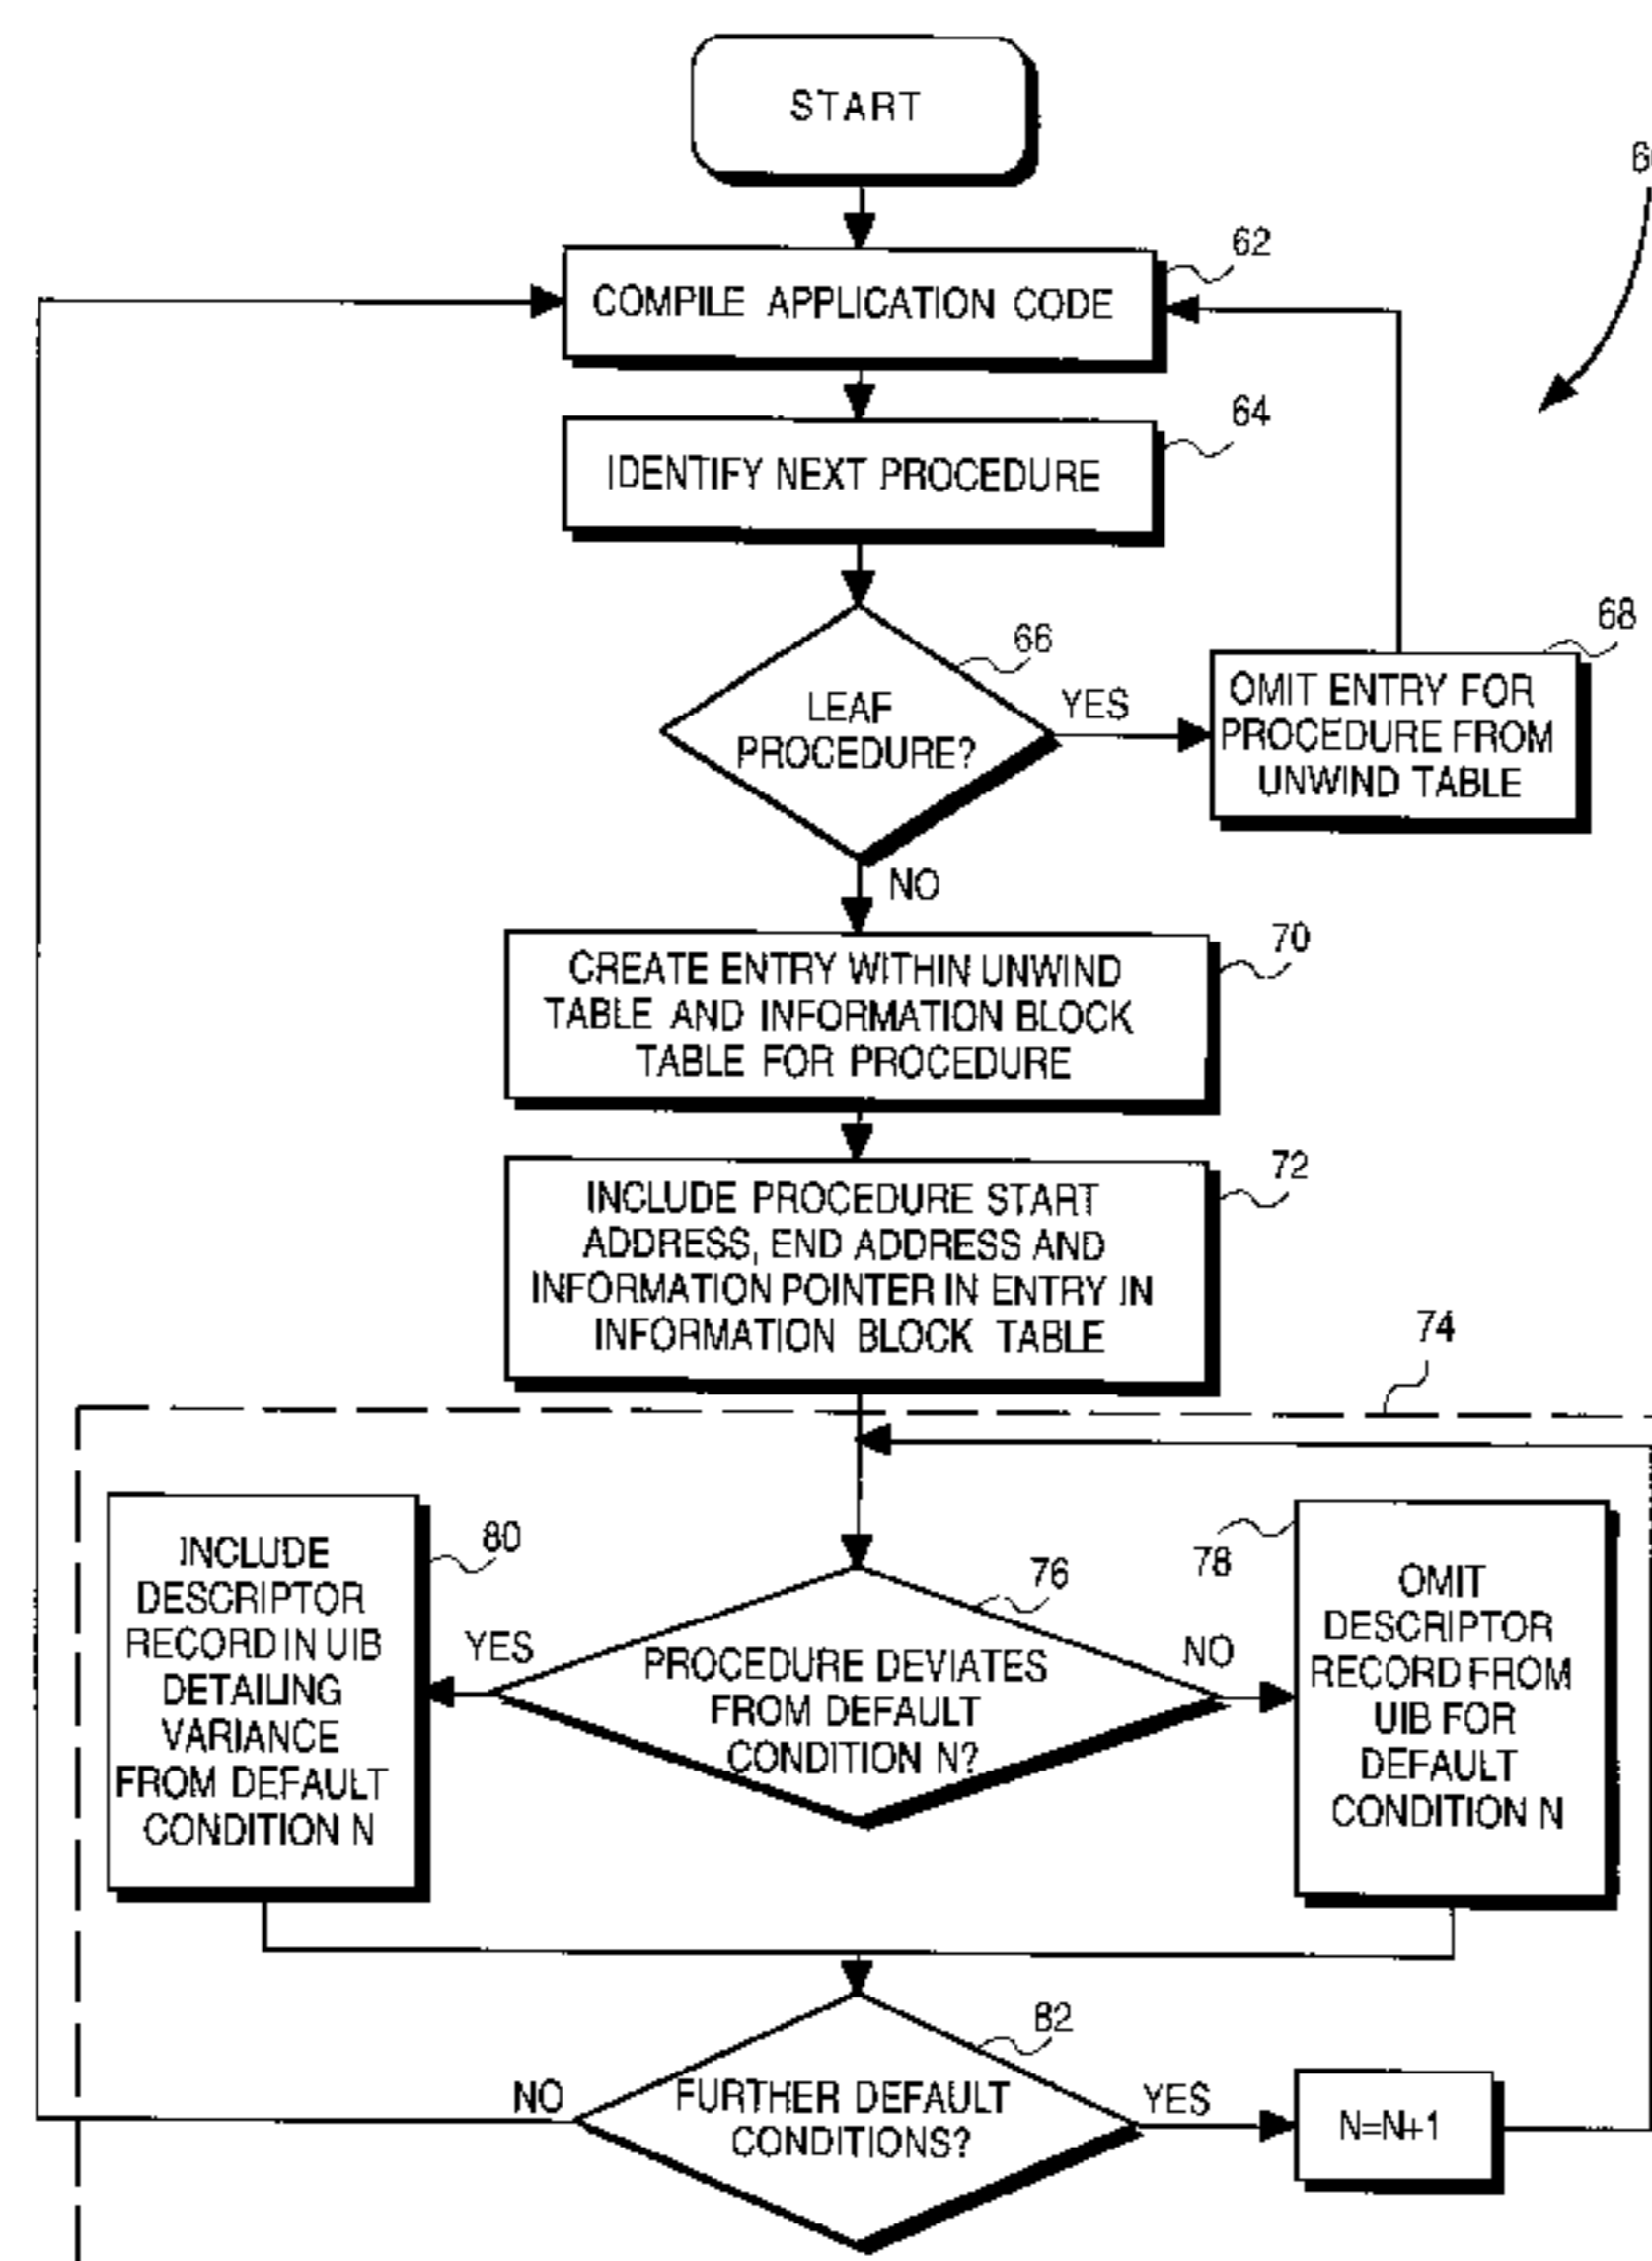 START
6
62
COMPILE APPLICATION CODE
64
IDENTIFY NEXT PROCEDURE
66
LEAF
PROCEDURE?
YES
68
OMIT ENTRY FOR
PROCEDURE FROM
UNWIND TABLE
NO
70
CREATE ENTRY WITHIN UNWIND
TABLE AND INFORMATION BLOCK
TABLE FOR PROCEDURE
72
INCLUDE PROCEDURE START
ADDRESS, END ADDRESS AND
INFORMATION POINTER IN ENTRY IN
INFORMATION BLOCK TABLE
74
80
INCLUDE
DESCRIPTOR
RECORD IN UIB
DETAILING
VARIANCE
FROM DEFAULT
CONDITION N
YES
76
PROCEDURE DEVIATES
FROM DEFAULT
CONDITION N?
NO
78
OMIT
DESCRIPTOR
RECORD FROM
UIB FOR
DEFAULT
CONDITION N
82
NO
FURTHER DEFAULT
CONDITIONS?
YES
N=N+1